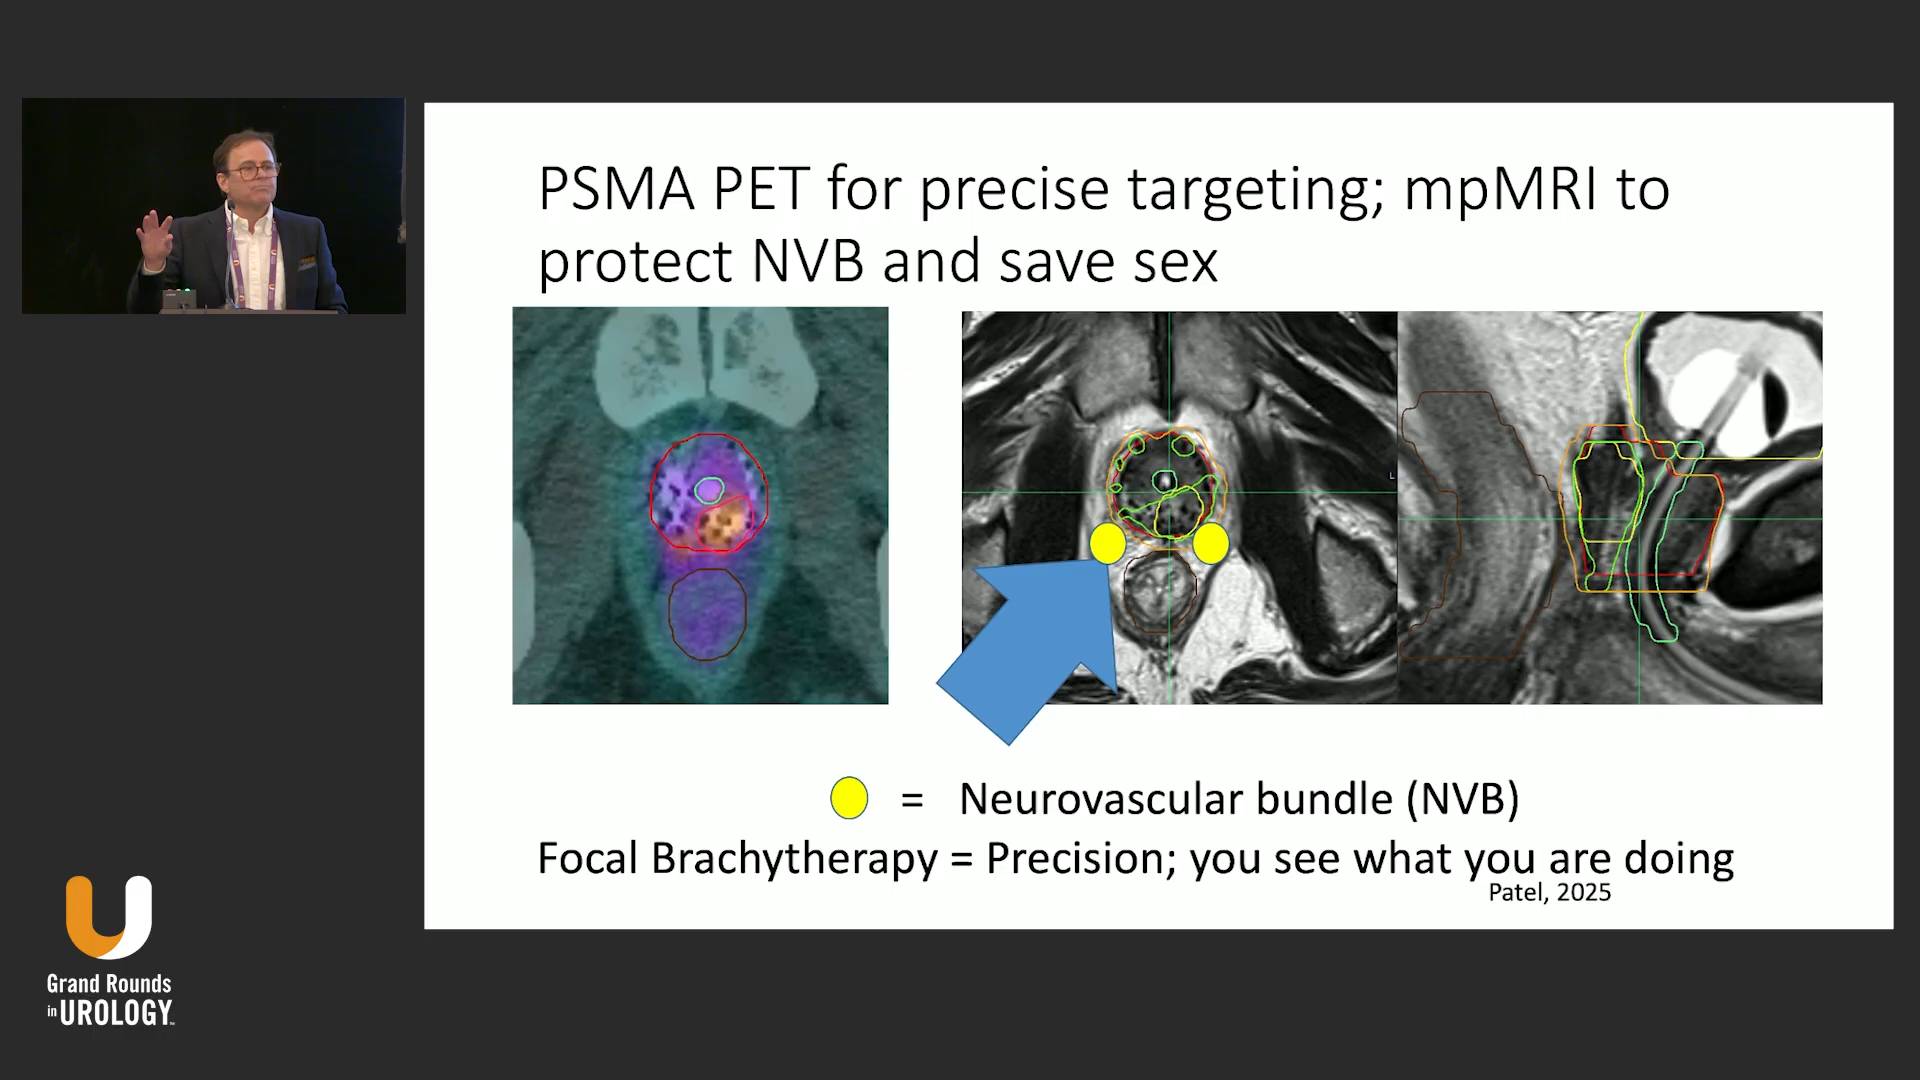 PSMA PET for precise targeting; mpMRI to
protect NVB and save sex
L
= Neurovascular bundle (NVB)
Focal Brachytherapy = Precision; you see what you are doing
Patel, 2025
Grand Rounds
in UROLOGY